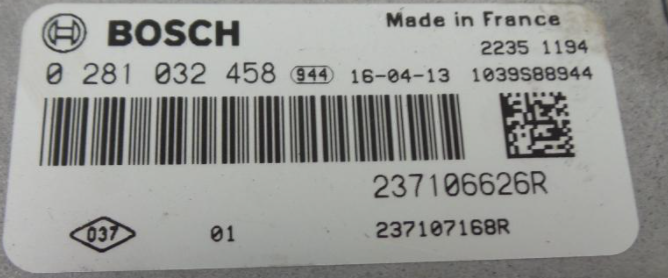 BOSCH Made in France
2235 1194
0 281 032 458 944 16-04-13 1039S88944
237106626R
037 01 237107168R